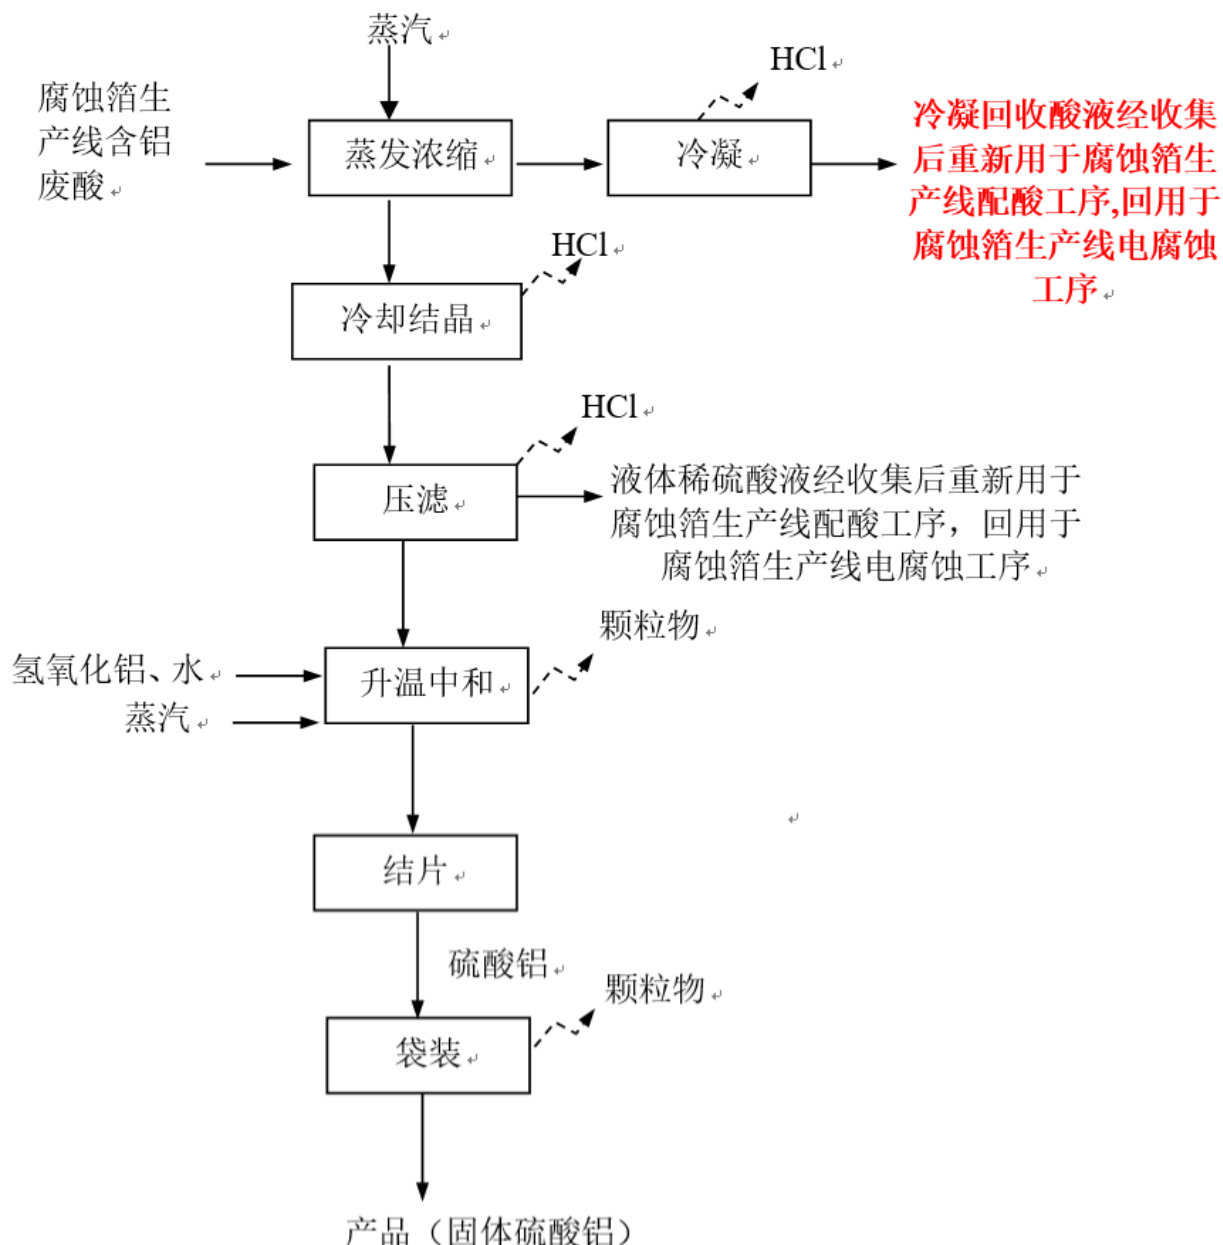 蒸汽
HCl
腐蚀箔生
产线含铝
废酸
蒸发浓缩
冷凝
冷凝回收酸液经收集
后重新用于腐蚀箔生
产线配酸工序,回用于
腐蚀箔生产线电腐蚀
工序
HCl
冷却结晶
HCl
压滤
液体稀硫酸液经收集后重新用于
腐蚀箔生产线配酸工序，回用于
腐蚀箔生产线电腐蚀工序
颗粒物
氢氧化铝、水
蒸汽
升温中和
结片
硫酸铝
颗粒物
袋装
产品（固体硫酸铝）